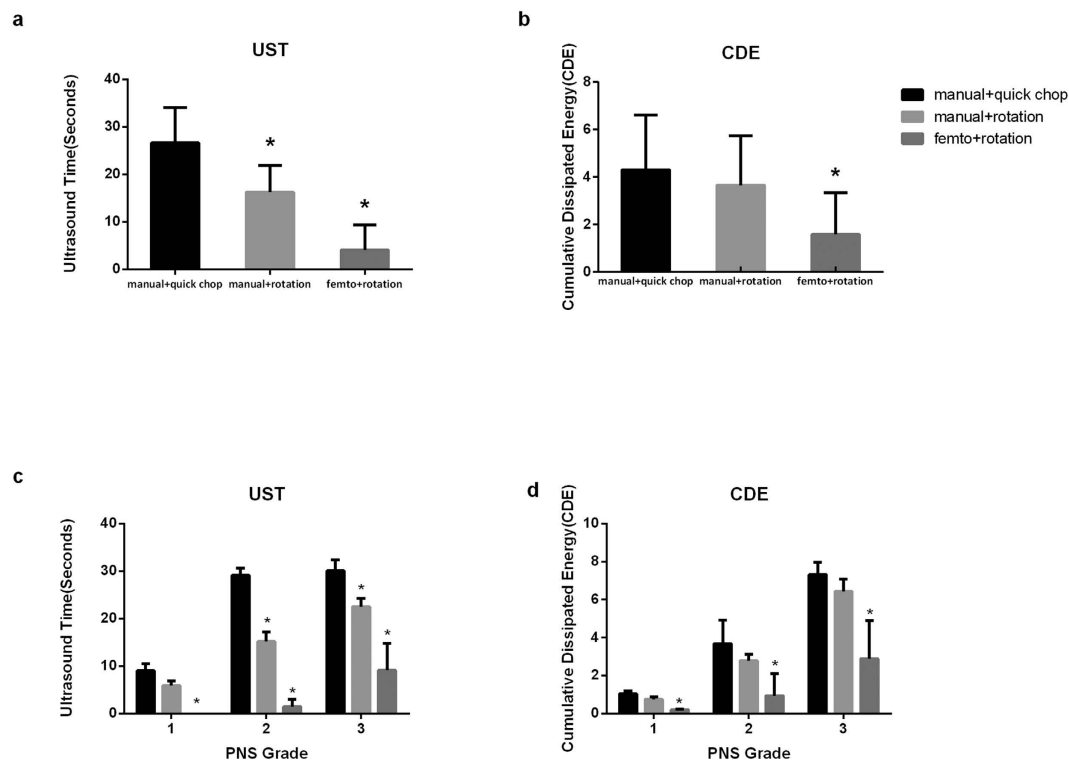 a
UST
Ultrasound Time(Seconds)
40
30
20
10
0
*
*
manual+quick chop
manual+rotation
femto+rotation
b
CDE
Cumulative Dissipated Energy(CDE)
8
6
4
2
0
*
manual+quick chop
manual+rotation
femto+rotation
manual+quick chop
manual+rotation
femto+rotation
c
UST
Ultrasound Time(Seconds)
40
30
20
10
0
*
*
*
*
*
1
2
3
PNS Grade
d
CDE
Cumulative Dissipated Energy(CDE)
10
8
6
4
2
0
*
*
*
1
2
3
PNS Grade